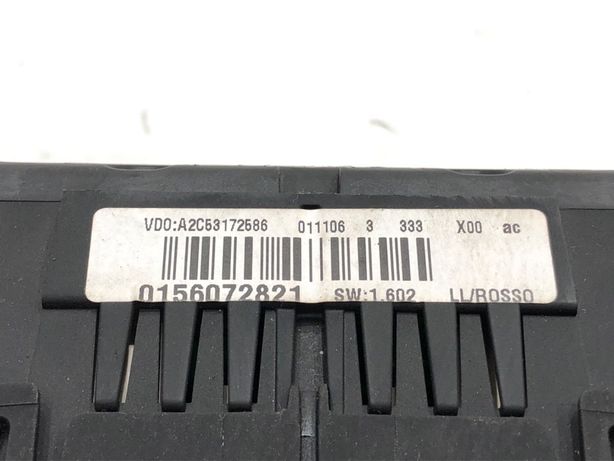 VDO:A2C53172586 011106 3 333 X00 ac
0156072821 SW:1.602 LL/ROSSO